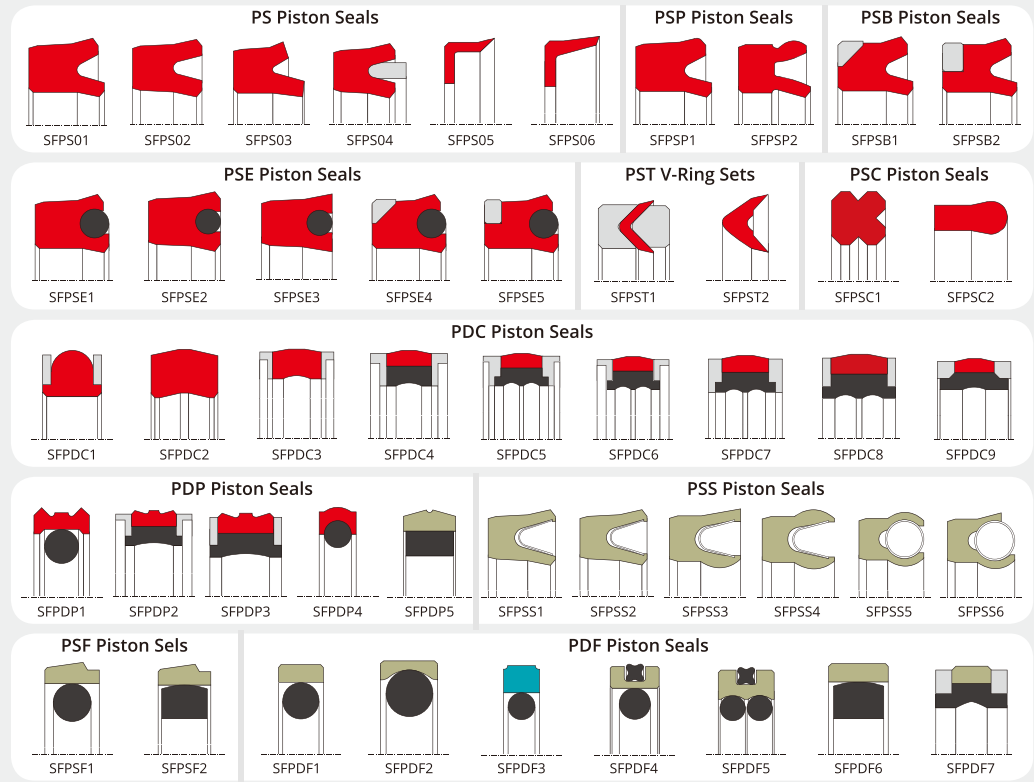 PS Piston Seals
PSP Piston Seals
PSB Piston Seals
SFPS01
SFPS02
SFPS03
SFPS04
SFPS05
SFPS06
SFPSP1
SFPSP2
SFPSB1
SFPSB2
PSE Piston Seals
PST V-Ring Sets
PSC Piston Seals
SFPSE1
SFPSE2
SFPSE3
SFPSE4
SFPSE5
SFPST1
SFPST2
SFPSC1
SFPSC2
PDC Piston Seals
SFPDC1
SFPDC2
SFPDC3
SFPDC4
SFPDC5
SFPDC6
SFPDC7
SFPDC8
SFPDC9
PDP Piston Seals
PSS Piston Seals
SFPDP1
SFPDP2
SFPDP3
SFPDP4
SFPDP5
SFPSS1
SFPSS2
SFPSS3
SFPSS4
SFPSS5
SFPSS6
PSF Piston Sels
PDF Piston Seals
SFPSF1
SFPSF2
SFPDF1
SFPDF2
SFPDF3
SFPDF4
SFPDF5
SFPDF6
SFPDF7